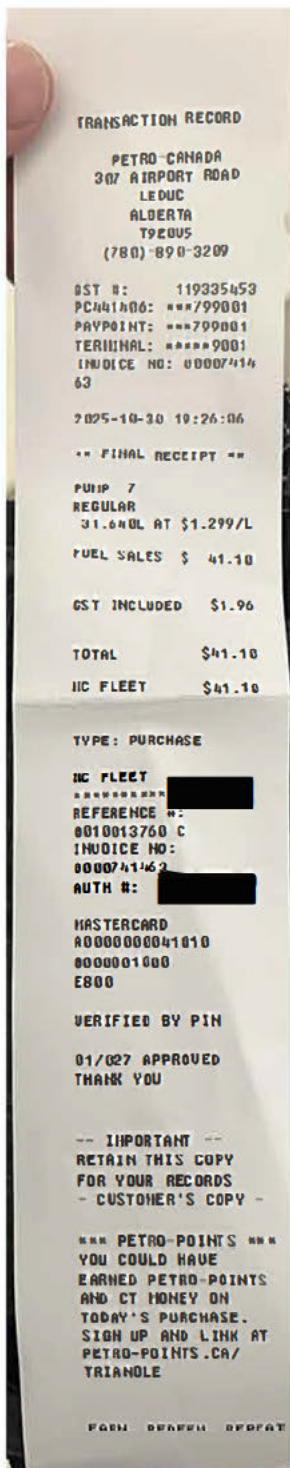 TRANSACTION RECORD
PETRO-CANADA
307 AIRPORT ROAD
LEDUC
ALBERTA
T9E0U5
(780)-890-3209
GST #: 119335453
PC441406: ***799001
PAYPOINT: ***799001
TERMINAL: *****9001
INVOICE NO: 00007414
63
2025-10-30 19:26:06
** FINAL RECEIPT **
PUMP 7
REGULAR
31.640L AT $1.299/L
FUEL SALES $ 41.10
GST INCLUDED $1.96
TOTAL $41.10
MC FLEET $41.10
TYPE: PURCHASE
MC FLEET
**********
REFERENCE #:
0010013760 C
INVOICE NO:
0000741463
AUTH #:
MASTERCARD
A0000000041010
0000001000
E800
VERIFIED BY PIN
01/027 APPROVED
THANK YOU
-- IMPORTANT --
RETAIN THIS COPY
FOR YOUR RECORDS
- CUSTOMER'S COPY -
*** PETRO-POINTS ***
YOU COULD HAVE
EARNED PETRO-POINTS
AND CT MONEY ON
TODAY'S PURCHASE.
SIGN UP AND LINK AT
PETRO-POINTS.CA/
TRIANGLE
EARN REDEEM REPEAT